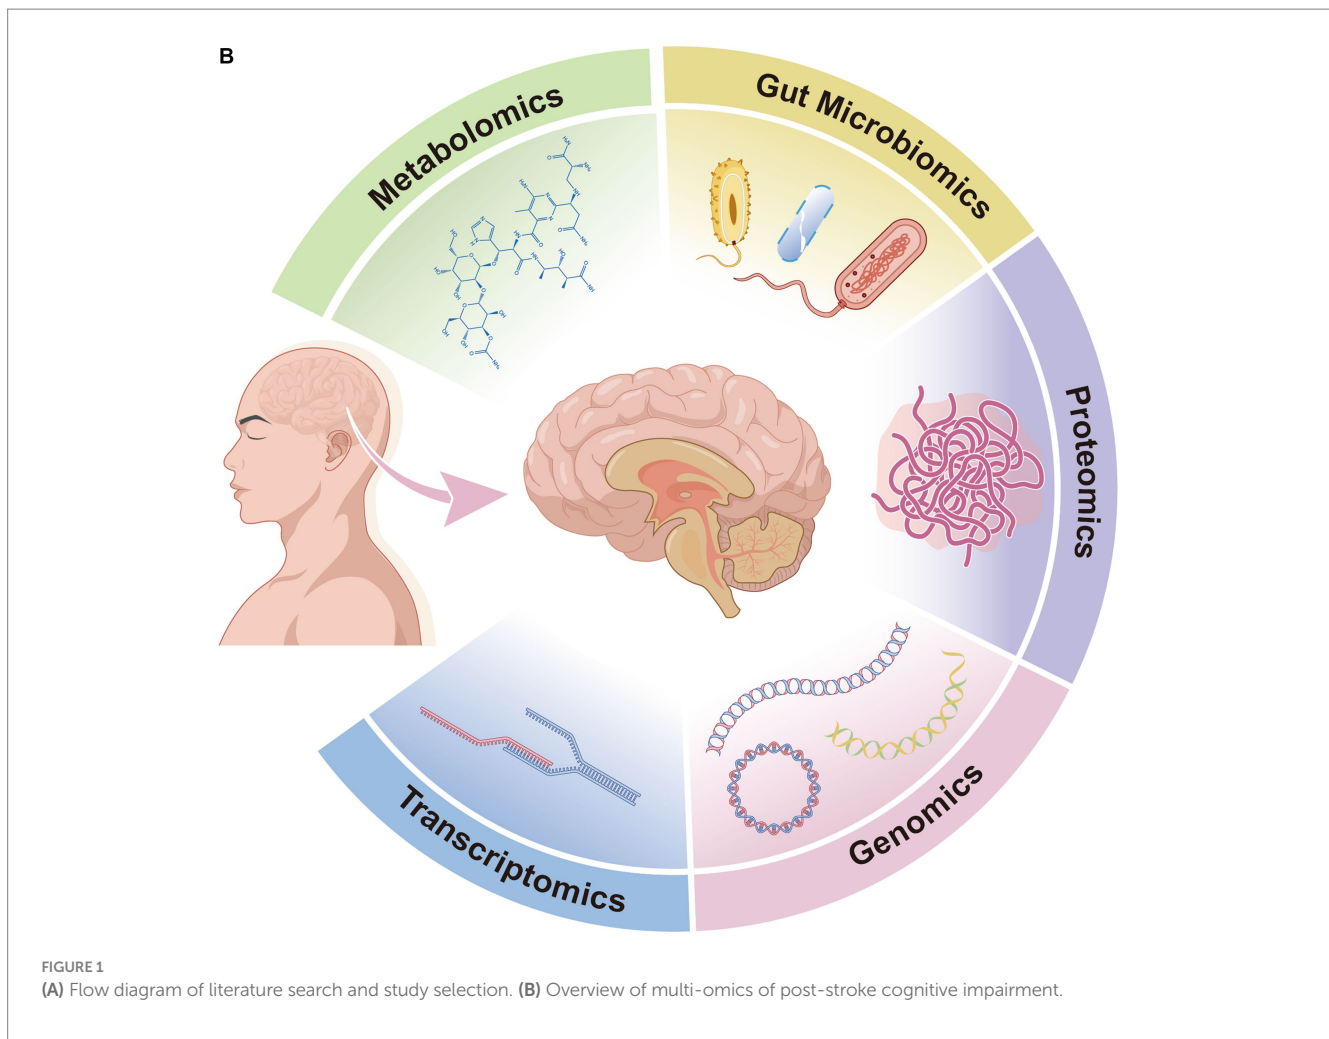 B
Metabolomics
Gut Microbiomics
Proteomics
Genomics
Transcriptomics
FIGURE 1
(A) Flow diagram of literature search and study selection. (B) Overview of multi-omics of post-stroke cognitive impairment.